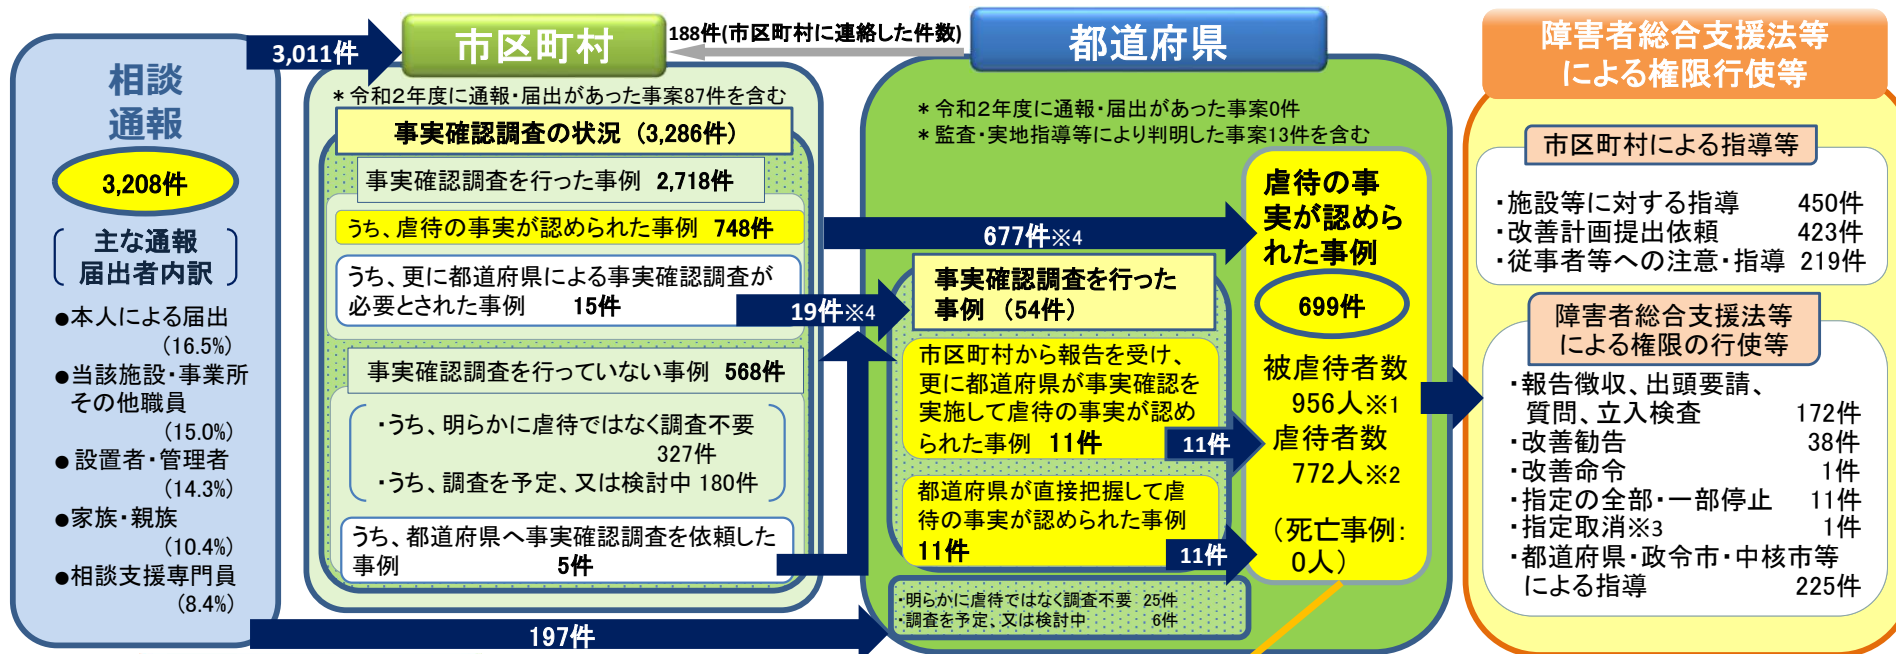 相談
通報
3,208件
主な通報
届出者内訳
●本人による届出
(16.5%)
●当該施設・事業所
その他職員
(15.0%)
●設置者・管理者
(14.3%)
●家族・親族
(10.4%)
●相談支援専門員
(8.4%)
3,011件
197件
市区町村
188件(市区町村に連絡した件数)
*令和2年度に通報・届出があった事案87件を含む
事実確認調査の状況（3,286件）
事実確認調査を行った事例 2,718件
うち、虐待の事実が認められた事例 748件
うち、更に都道府県による事実確認調査が
必要とされた事例 15件
事実確認調査を行っていない事例 568件
・うち、明らかに虐待ではなく調査不要
327件
・うち、調査を予定、又は検討中 180件
うち、都道府県へ事実確認調査を依頼した
事例 5件
677件※4
19件※4
都道府県
*令和2年度に通報・届出があった事案0件
*監査・実地指導等により判明した事案13件を含む
事実確認調査を行った
事例（54件）
市区町村から報告を受け、
更に都道府県が事実確認を
実施して虐待の事実が認め
られた事例 11件
11件
都道府県が直接把握して虐
待の事実が認められた事例
11件
11件
・明らかに虐待ではなく調査不要 25件
・調査を予定、又は検討中 6件
虐待の事
実が認めら
れた事例
699件
被虐待者数
956人※1
虐待者数
772人※2
（死亡事例：
0人）
障害者総合支援法等
による権限行使等
市区町村による指導等
・施設等に対する指導 450件
・改善計画提出依頼 423件
・従事者等への注意・指導 219件
障害者総合支援法等
による権限の行使等
・報告徴収、出頭要請、
質問、立入検査 172件
・改善勧告 38件
・改善命令 1件
・指定の全部・一部停止 11件
・指定取消※3 1件
・都道府県・政令市・中核市等
による指導 225件